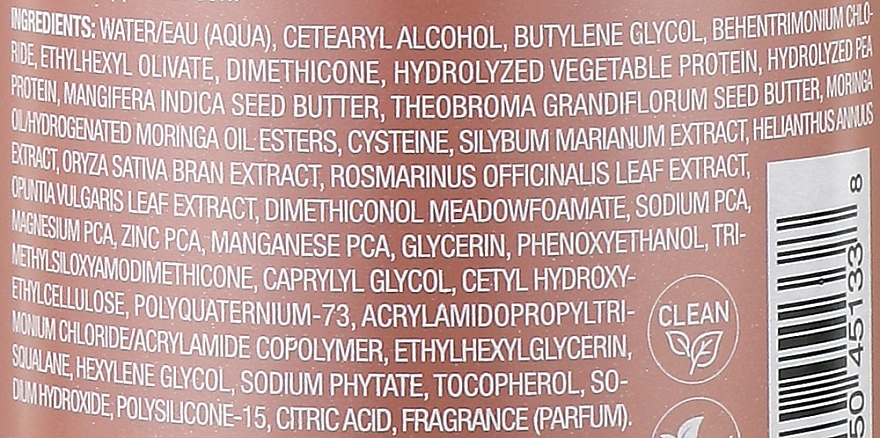 INGREDIENTS: WATER/EAU (AQUA), CETEARYL ALCOHOL, BUTYLENE GLYCOL, BEHENTRIMONIUM CHLO-
RIDE, ETHYLHEXYL OLIVATE, DIMETHICONE, HYDROLYZED VEGETABLE PROTEIN, HYDROLYZED PEA
PROTEIN, MANGIFERA INDICA SEED BUTTER, THEOBROMA GRANDIFLORUM SEED BUTTER, MORINGA
OIL/HYDROGENATED MORINGA OIL ESTERS, CYSTEINE, SILYBUM MARIANUM EXTRACT, HELIANTHUS ANNUUS
EXTRACT, ORYZA SATIVA BRAN EXTRACT, ROSMARINUS OFFICINALIS LEAF EXTRACT,
OPUNTIA VULGARIS LEAF EXTRACT, DIMETHICONOL MEADOWFOAMATE, SODIUM PCA,
MAGNESIUM PCA, ZINC PCA, MANGANESE PCA, GLYCERIN, PHENOXYETHANOL, TRI-
METHYLSILOXYAMODIMETHICONE, CAPRYLYL GLYCOL, CETYL HYDROXY-
ETHYLCELLULOSE, POLYQUATERNIUM-73, ACRYLAMIDOPROPYLTRI-
MONIUM CHLORIDE/ACRYLAMIDE COPOLYMER, ETHYLHEXYLGLYCERIN,
SQUALANE, HEXYLENE GLYCOL, SODIUM PHYTATE, TOCOPHEROL, SO-
DIUM HYDROXIDE, POLYSILICONE-15, CITRIC ACID, FRAGRANCE (PARFUM).
CLEAN
50 45133 8